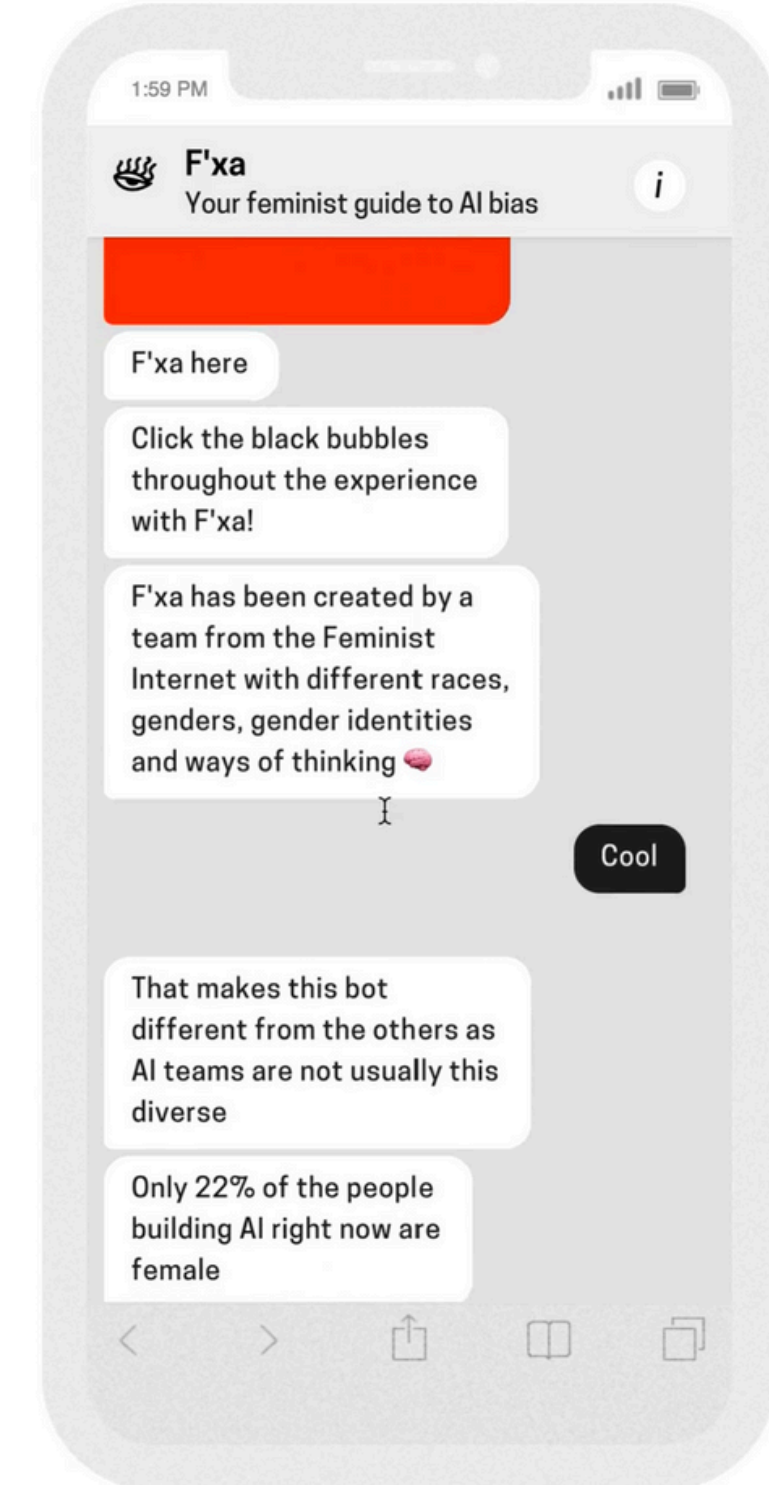 1:59 PM
F'xa
Your feminist guide to AI bias
i
F'xa here
Click the black bubbles
throughout the experience
with F'xa!
F'xa has been created by a
team from the Feminist
Internet with different races,
genders, gender identities
and ways of thinking 🧠
Cool
That makes this bot
different from the others as
AI teams are not usually this
diverse
Only 22% of the people
building AI right now are
female